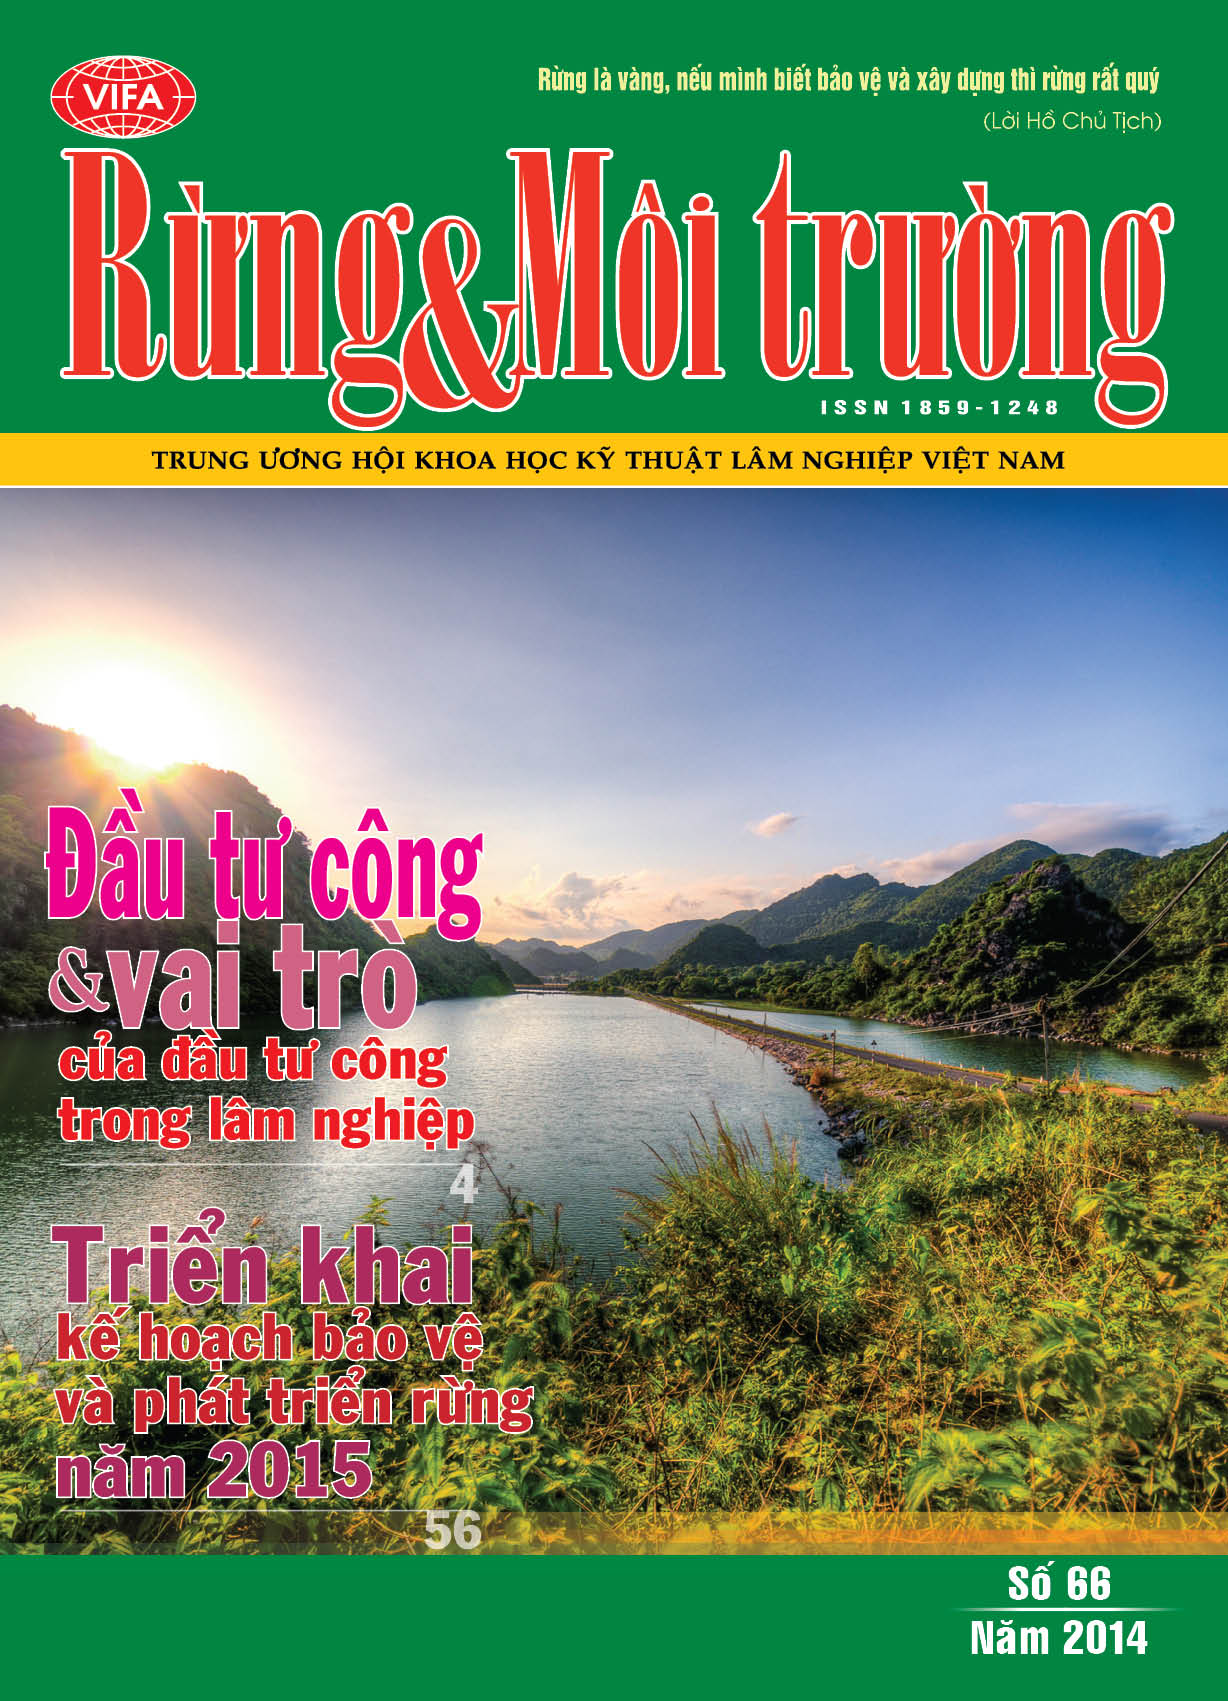 VIFA
Rừng là vàng, nếu mình biết bảo vệ và xây dựng thì rừng rất quý
(Lời Hồ Chủ Tịch)
Rừng & Môi trường
ISSN 1859-1248
TRUNG ƯƠNG HỘI KHOA HỌC KỸ THUẬT LÂM NGHIỆP VIỆT NAM
Đầu tư công
& vai trò
của đầu tư công
trong lâm nghiệp
4
Triển khai
kế hoạch bảo vệ
và phát triển rừng
năm 2015
56
Số 66
Năm 2014